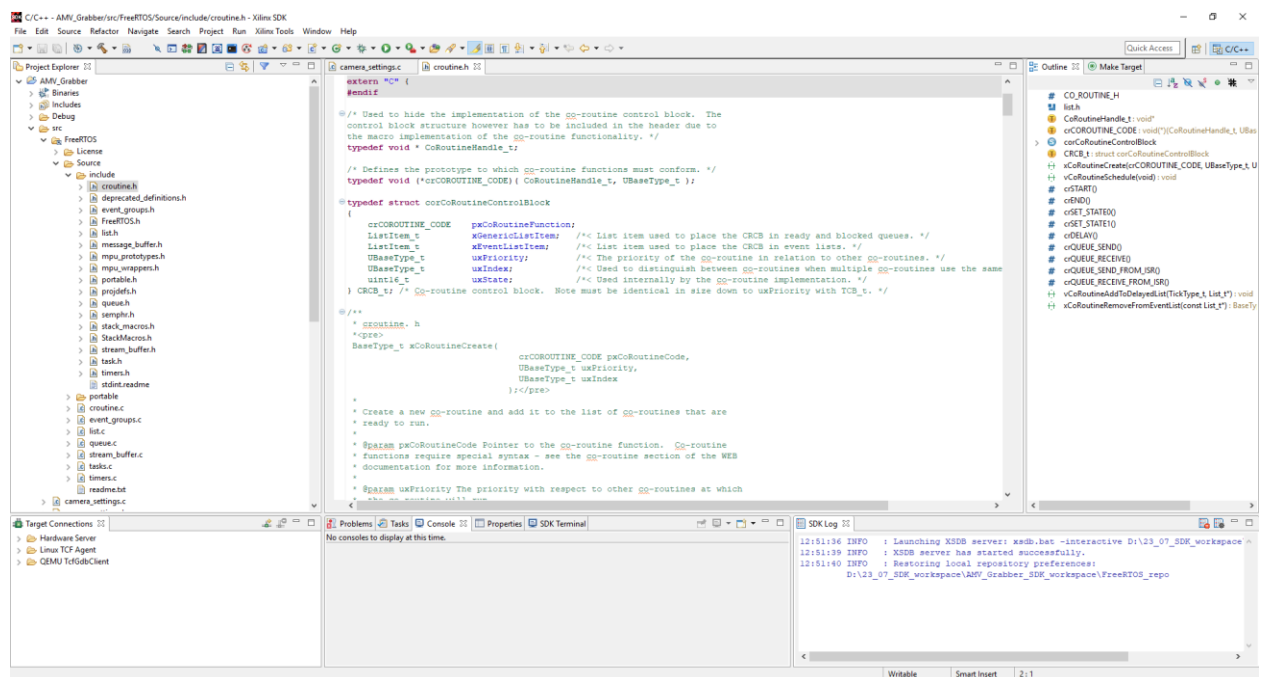 C/C++ - AMV_Grabber/src/FreeRTOS/Source/include/croutine.h - Xilinx SDK
File Edit Source Refactor Navigate Search Project Run Xilinx Tools Window Help
Quick Access
C/C++
Project Explorer
AMV_Grabber
Binaries
Includes
Debug
src
FreeRTOS
License
Source
include
croutine.h
deprecated_definitions.h
event_groups.h
FreeRTOS.h
list.h
message_buffer.h
mpu_prototypes.h
mpu_wrappers.h
portable.h
projdefs.h
queue.h
semphr.h
stack_macros.h
StackMacros.h
stream_buffer.h
task.h
timers.h
stdint.readme
portable
croutine.c
event_groups.c
list.c
queue.c
stream_buffer.c
tasks.c
timers.c
readme.txt
camera_settings.c
camera_settings.c croutine.h
extern "C" {
#endif
/* Used to hide the implementation of the co-routine control block.  The
control block structure however has to be included in the header due to
the macro implementation of the co-routine functionality. */
typedef void * CoRoutineHandle_t;
/* Defines the prototype to which co-routine functions must conform. */
typedef void (*crCOROUTINE_CODE)( CoRoutineHandle_t, UBaseType_t );
typedef struct corCoRoutineControlBlock
{
crCOROUTINE_CODE pxCoRoutineFunction;
ListItem_t xGenericListItem; /*< List item used to place the CRCB in ready and blocked queues. */
ListItem_t xEventListItem; /*< List item used to place the CRCB in event lists. */
UBaseType_t uxPriority; /*< The priority of the co-routine in relation to other co-routines. */
UBaseType_t uxIndex; /*< Used to distinguish between co-routines when multiple co-routines use the same
uint16_t uxState; /*< Used internally by the co-routine implementation. */
} CRCB_t; /* Co-routine control block.  Note must be identical in size down to uxPriority with TCB_t. */
/**
* croutine. h
*<pre>
BaseType_t xCoRoutineCreate(
crCOROUTINE_CODE pxCoRoutineCode,
UBaseType_t uxPriority,
UBaseType_t uxIndex
);</pre>
*
* Create a new co-routine and add it to the list of co-routines that are
* ready to run.
*
* @param pxCoRoutineCode Pointer to the co-routine function.  Co-routine
* functions require special syntax - see the co-routine section of the WEB
* documentation for more information.
*
* @param uxPriority The priority with respect to other co-routines at which
Outline Make Target
CO_ROUTINE_H
list.h
CoRoutineHandle_t : void*
crCOROUTINE_CODE : void(*)(CoRoutineHandle_t, UBas
corCoRoutineControlBlock
CRCB_t : struct corCoRoutineControlBlock
xCoRoutineCreate(crCOROUTINE_CODE, UBaseType_t, U
vCoRoutineSchedule(void) : void
crSTART()
crEND()
crSET_STATE0()
crSET_STATE1()
crDELAY()
crQUEUE_SEND()
crQUEUE_RECEIVE()
crQUEUE_SEND_FROM_ISR()
crQUEUE_RECEIVE_FROM_ISR()
vCoRoutineAddToDelayedList(TickType_t, List_t*) : void
xCoRoutineRemoveFromEventList(const List_t*) : BaseTy
Target Connections
Hardware Server
Linux TCF Agent
QEMU TcfGdbClient
Problems Tasks Console Properties SDK Terminal
No consoles to display at this time.
SDK Log
12:51:36 INFO : Launching XSDB server: xsdb.bat -interactive D:\23_07_SDK_workspace
12:51:39 INFO : XSDB server has started successfully.
12:51:40 INFO : Restoring local repository preferences:
D:\23_07_SDK_workspace\AMV_Grabber_SDK_workspace\FreeRTOS_repo
Writable Smart Insert 2 : 1